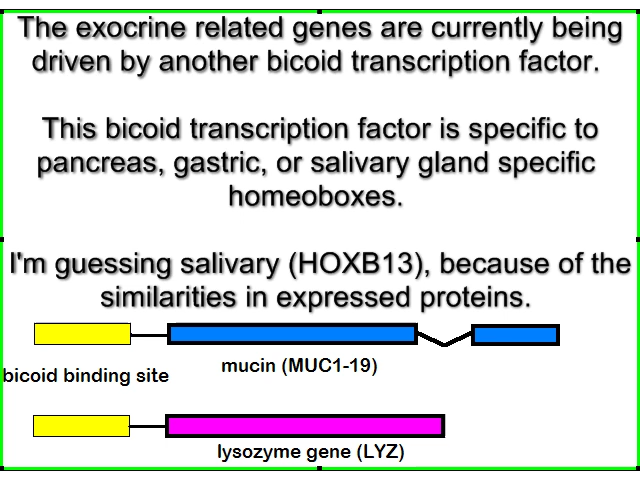 The exocrine related genes are currently being
driven by another bicoid transcription factor.
This bicoid transcription factor is specific to
pancreas, gastric, or salivary gland specific
homeoboxes.
I'm guessing salivary (HOXB13), because of the
similarities in expressed proteins.
bicoid binding site
mucin (MUC1-19)
lysozyme gene (LYZ)